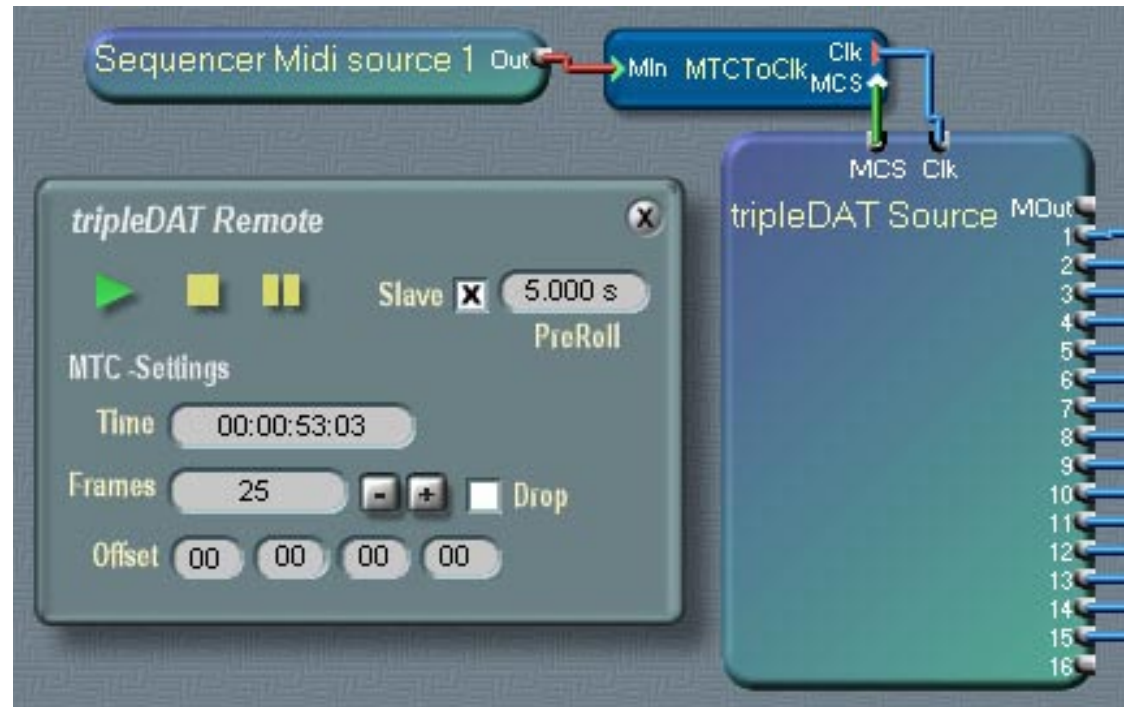 Sequencer Midi source 1 Out
MIn MTCToClk Clk
MCS
MCS Clk
tripleDAT Source MOut
1
2
3
4
5
6
7
8
9
10
11
12
13
14
15
16
tripleDAT Remote X
Slave X 5.000 s
PreRoll
MTC -Settings
Time 00:00:53:03
Frames 25 - + Drop
Offset 00 00 00 00